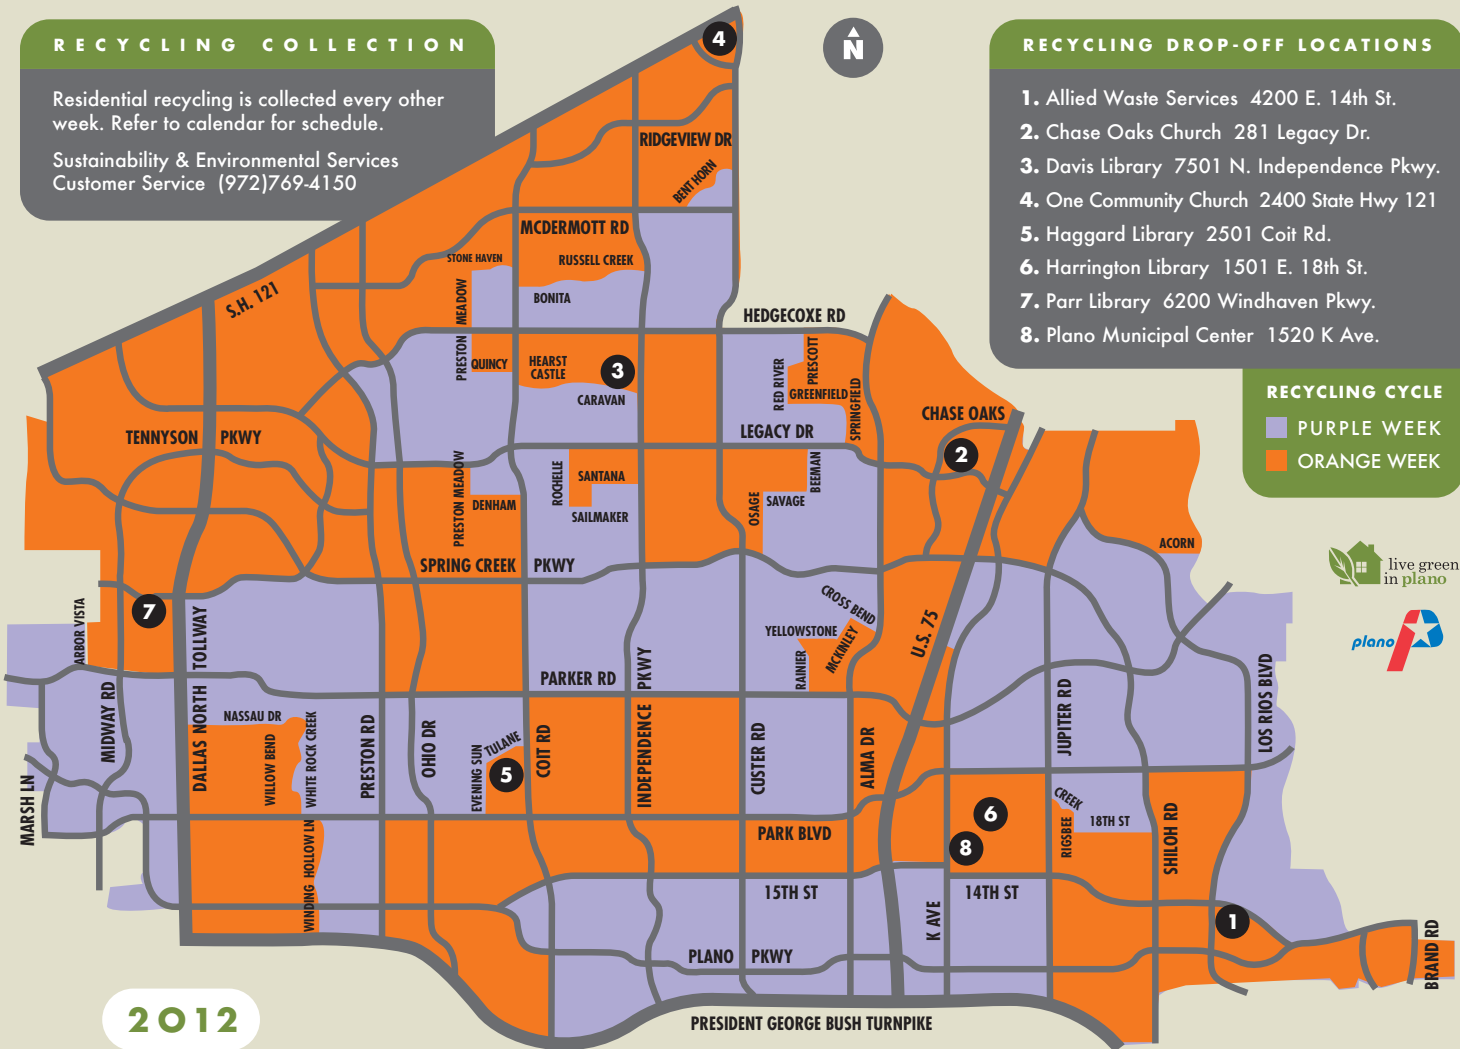 RECYCLING COLLECTION
Residential recycling is collected every other
week. Refer to calendar for schedule.
Sustainability & Environmental Services
Customer Service (972)769-4150
N
RECYCLING DROP-OFF LOCATIONS
1. Allied Waste Services 4200 E. 14th St.
2. Chase Oaks Church 281 Legacy Dr.
3. Davis Library 7501 N. Independence Pkwy.
4. One Community Church 2400 State Hwy 121
5. Haggard Library 2501 Coit Rd.
6. Harrington Library 1501 E. 18th St.
7. Parr Library 6200 Windhaven Pkwy.
8. Plano Municipal Center 1520 K Ave.
RECYCLING CYCLE
PURPLE WEEK
ORANGE WEEK
live green
in plano
plano
4
RIDGEVIEW DR
BENT HORN
MCDERMOTT RD
STONE HAVEN
RUSSELL CREEK
S.H. 121
PRESTON MEADOW
BONITA
HEDGECOXE RD
QUINCY
HEARST
CASTLE
3
CARAVAN
RED RIVER
PRESCOTT
GREENFIELD
SPRINGFIELD
CHASE OAKS
TENNYSON PKWY
LEGACY DR
2
PRESTON MEADOW
ROCHELLE
SANTANA
BEEMAN
DENHAM
SAILMAKER
OSAGE
SAVAGE
ACORN
SPRING CREEK PKWY
7
ARBOR VISTA
CROSS BEND
YELLOWSTONE
MCKINLEY
RAINIER
U.S. 75
PARKER RD
MIDWAY RD
DALLAS NORTH TOLLWAY
NASSAU DR
WILLOW BEND
WHITE ROCK CREEK
PRESTON RD
OHIO DR
EVENING SUN
TULANE
5
COIT RD
INDEPENDENCE PKWY
CUSTER RD
ALMA DR
JUPITER RD
LOS RIOS BLVD
MARSH LN
6
CREEK
RIGSBEE
18TH ST
SHILOH RD
PARK BLVD
8
WINDING HOLLOW LN
15TH ST
14TH ST
K AVE
1
BRAND RD
PLANO PKWY
PRESIDENT GEORGE BUSH TURNPIKE
2012